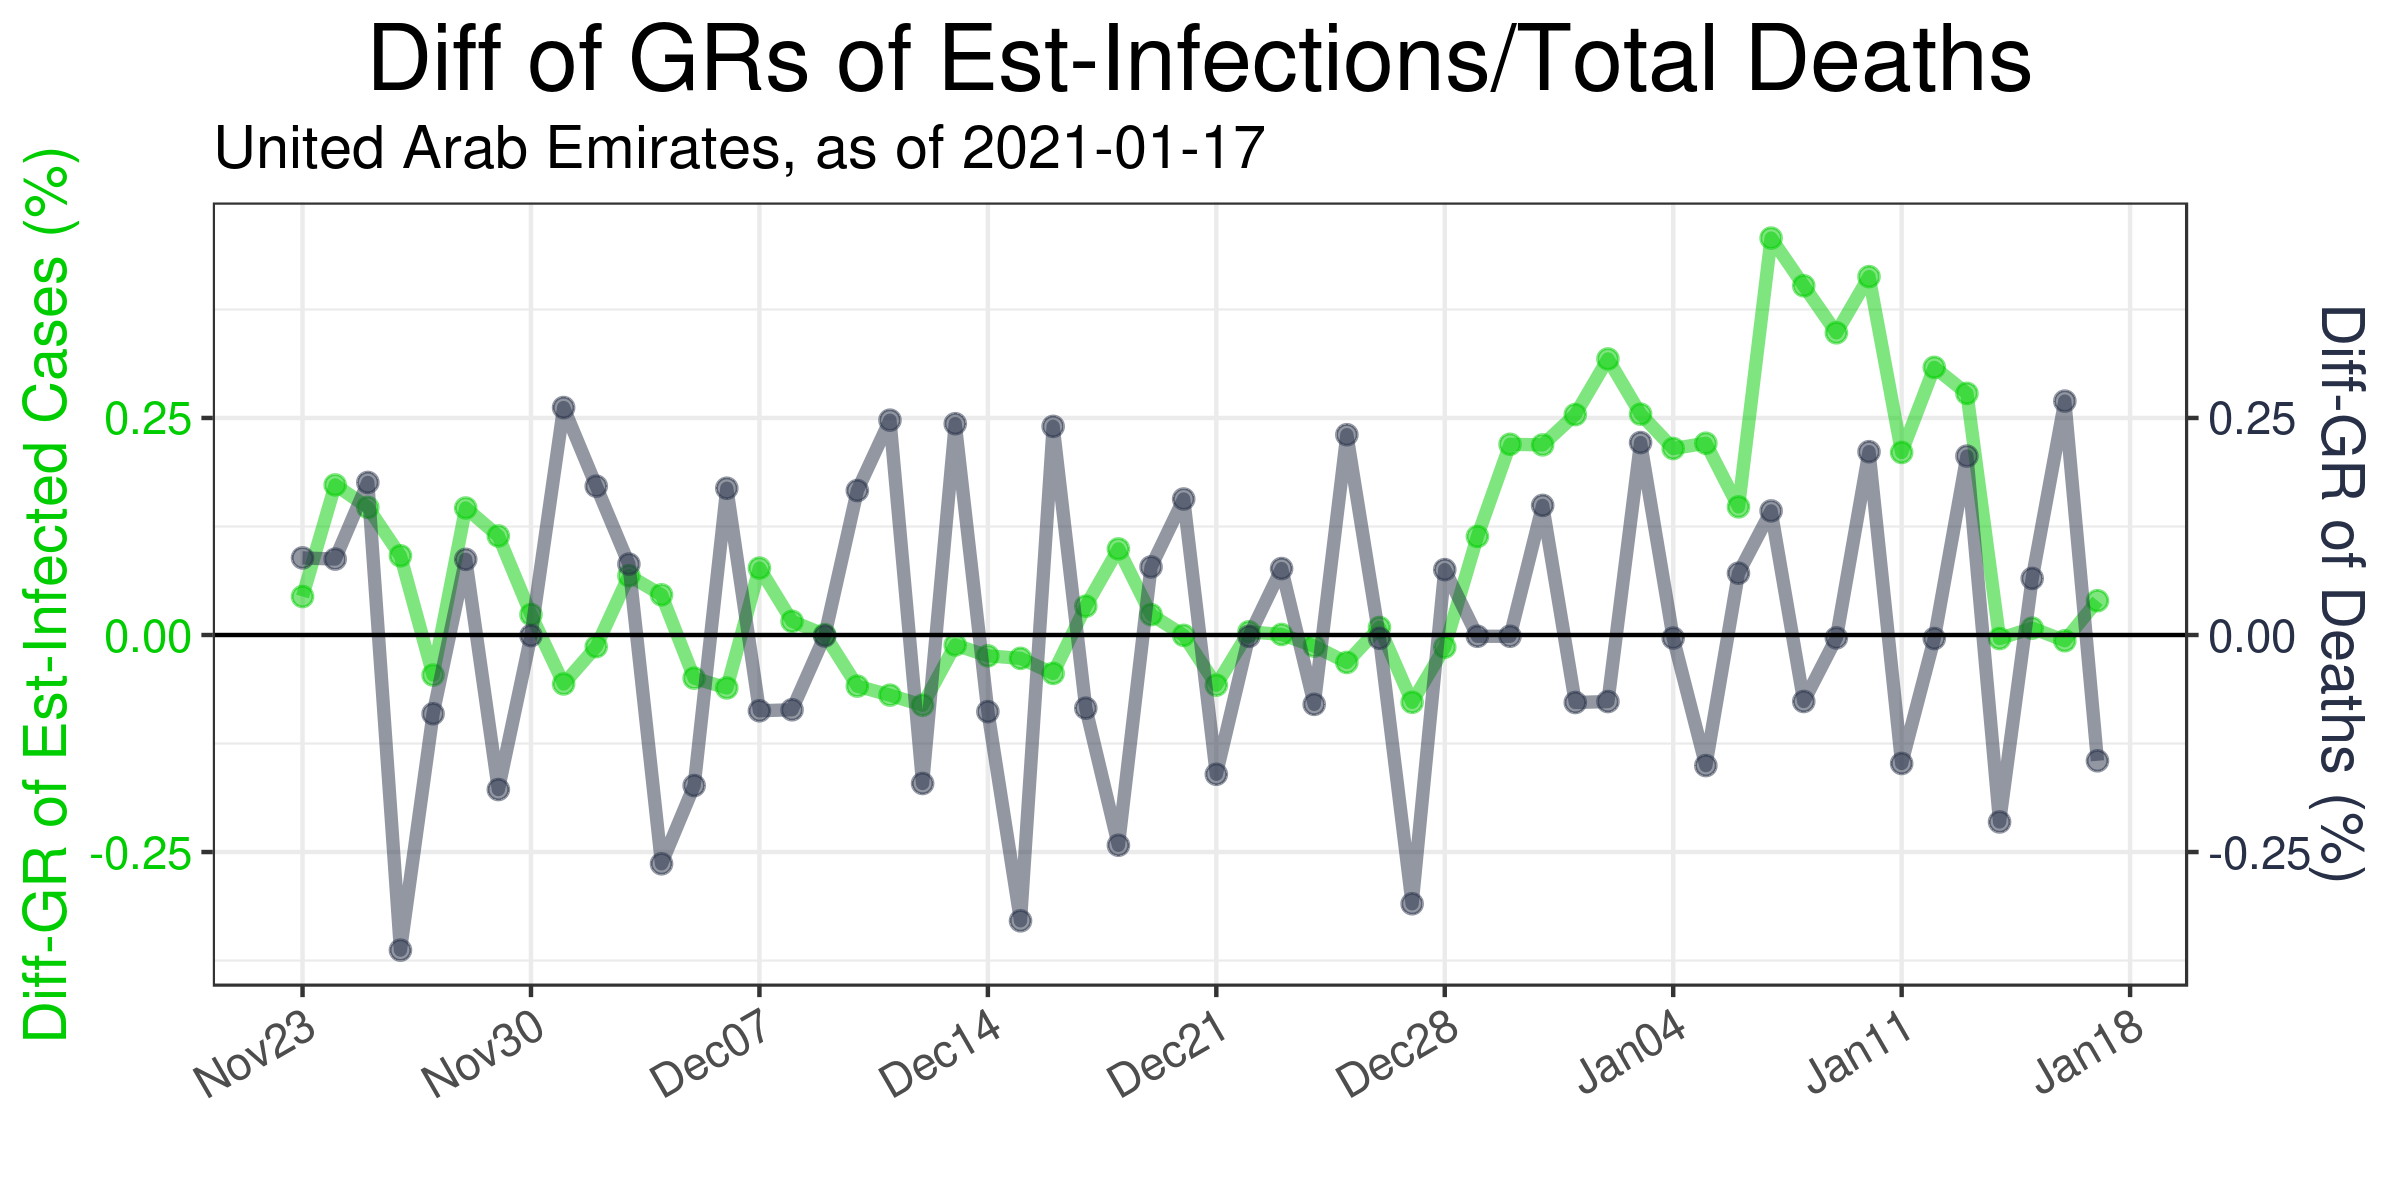 Diff of GRs of Est-Infections/Total Deaths
United Arab Emirates, as of 2021-01-17
Diff-GR of Est-Infected Cases (%)
0.25
0.00
-0.25
0.25
0.00
-0.25
Diff-GR of Deaths (%)
Nov23
Nov30
Dec07
Dec14
Dec21
Dec28
Jan04
Jan11
Jan18